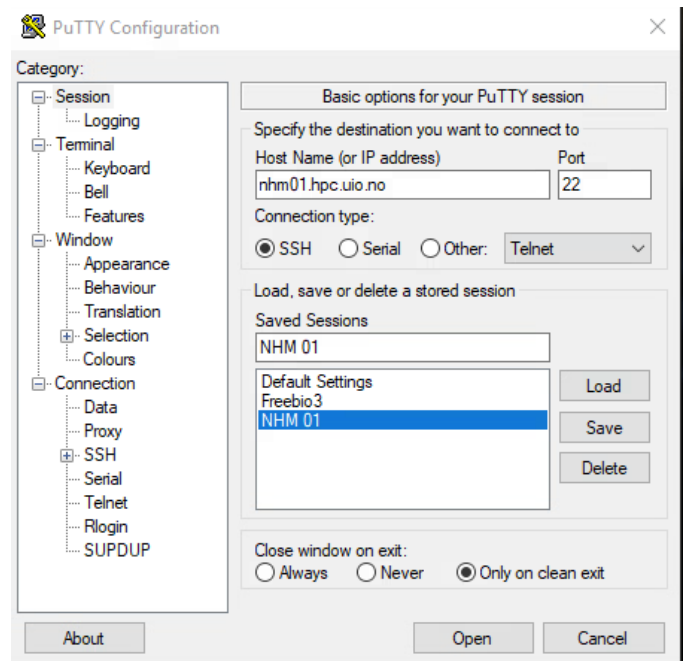 PuTTY Configuration
Category:
Session
Logging
Terminal
Keyboard
Bell
Features
Window
Appearance
Behaviour
Translation
Selection
Colours
Connection
Data
Proxy
SSH
Serial
Telnet
Rlogin
SUPDUP
Basic options for your PuTTY session
Specify the destination you want to connect to
Host Name (or IP address) Port
nhm01.hpc.uio.no 22
Connection type:
SSH Serial Other: Telnet
Load, save or delete a stored session
Saved Sessions
NHM 01
Default Settings
Freebio3
NHM 01
Load
Save
Delete
Close window on exit:
Always Never Only on clean exit
About Open Cancel